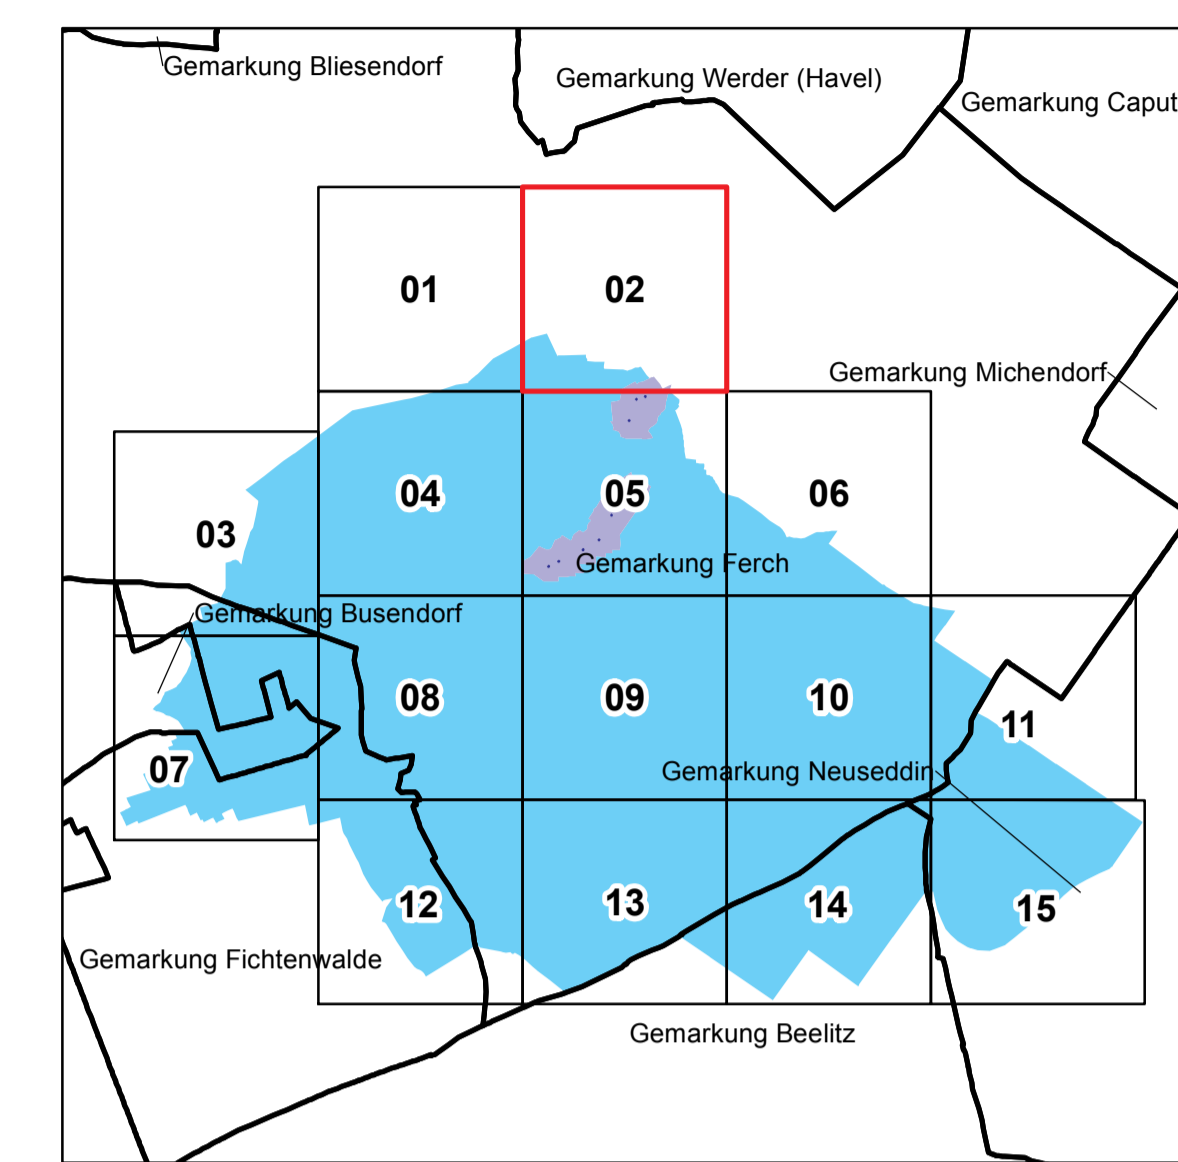 Gemarkung Bliesendorf
Gemarkung Werder (Havel)
Gemarkung Caput
01
02
Gemarkung Michendorf
03
04
05
06
Gemarkung Ferch
Gemarkung Busendorf
07
08
09
10
11
Gemarkung Neuseddin
12
13
14
15
Gemarkung Fichtenwalde
Gemarkung Beelitz